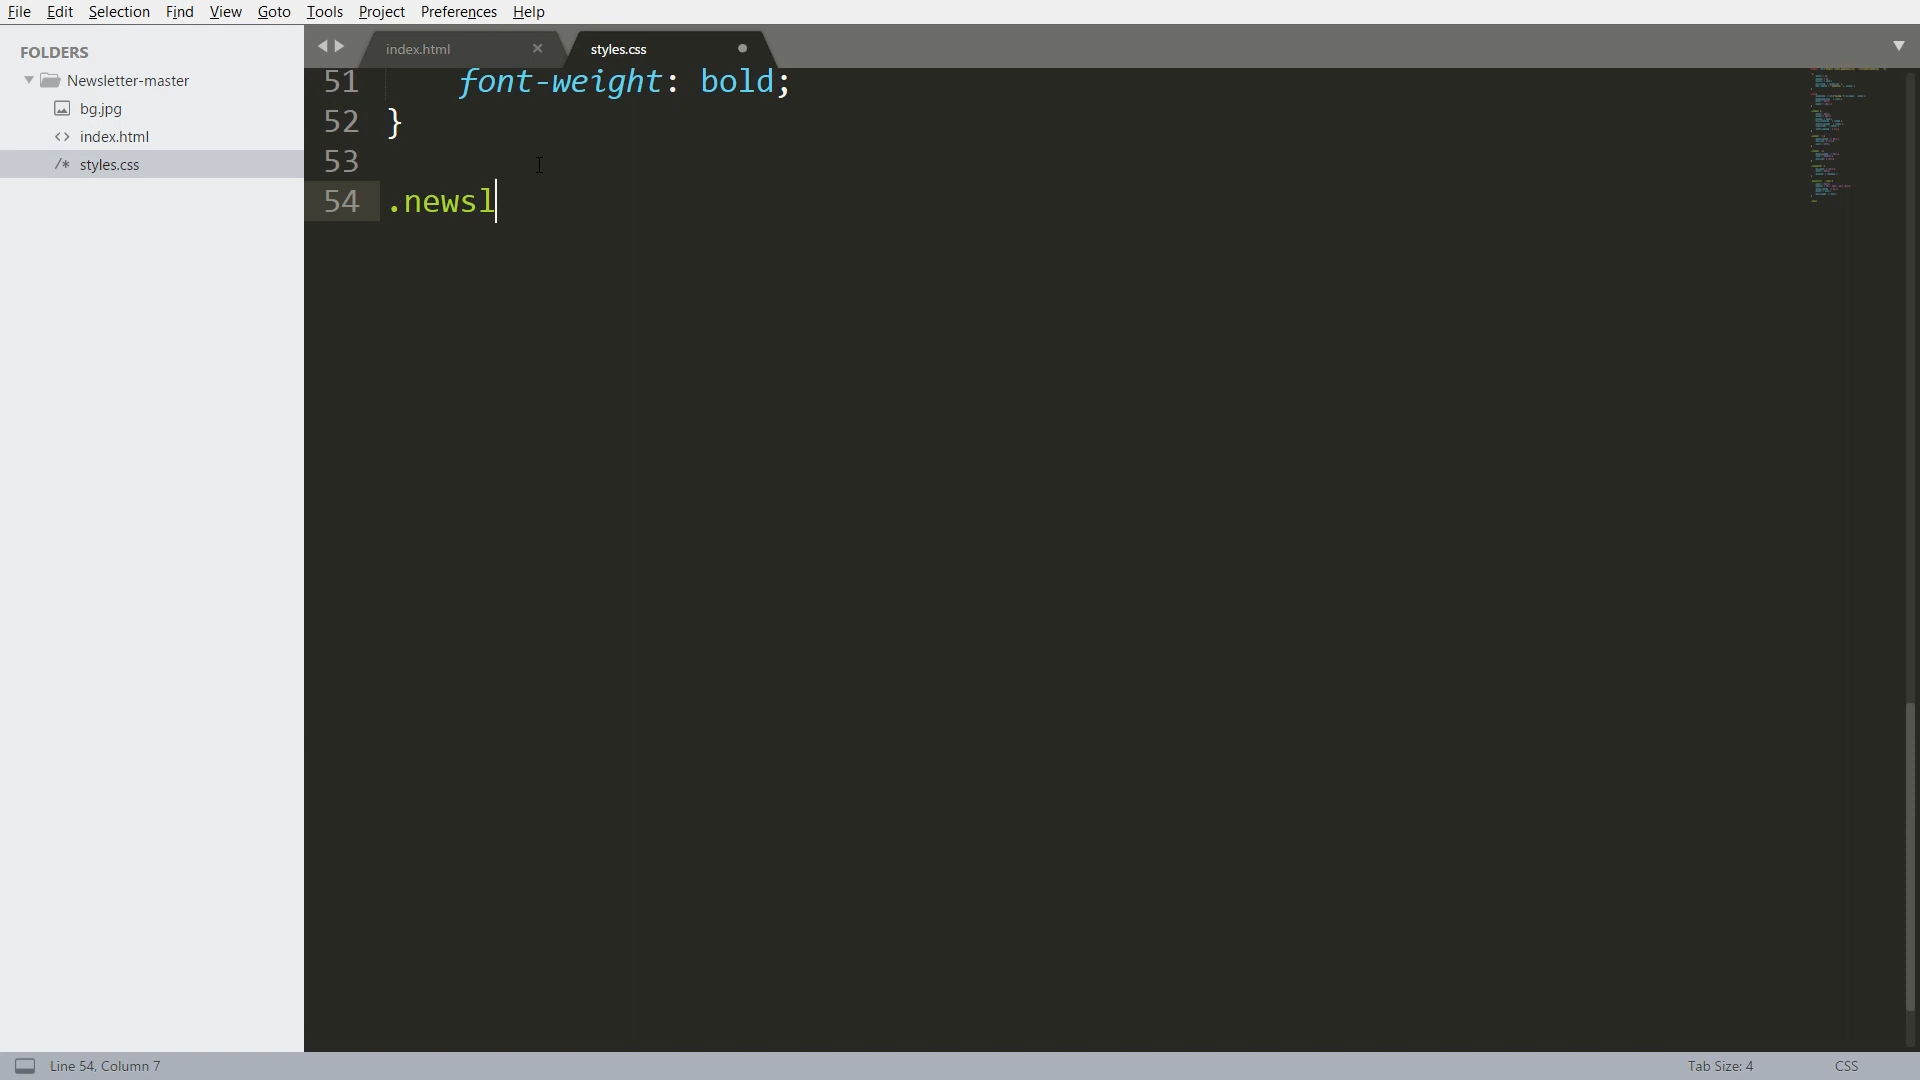 File Edit Selection Find View Goto Tools Project Preferences Help
FOLDERS
Newsletter-master
bg.jpg
index.html
styles.css
index.html
styles.css
51 font-weight: bold;
52 }
53
54 .newsl
Line 54, Column 7
Tab Size: 4
CSS